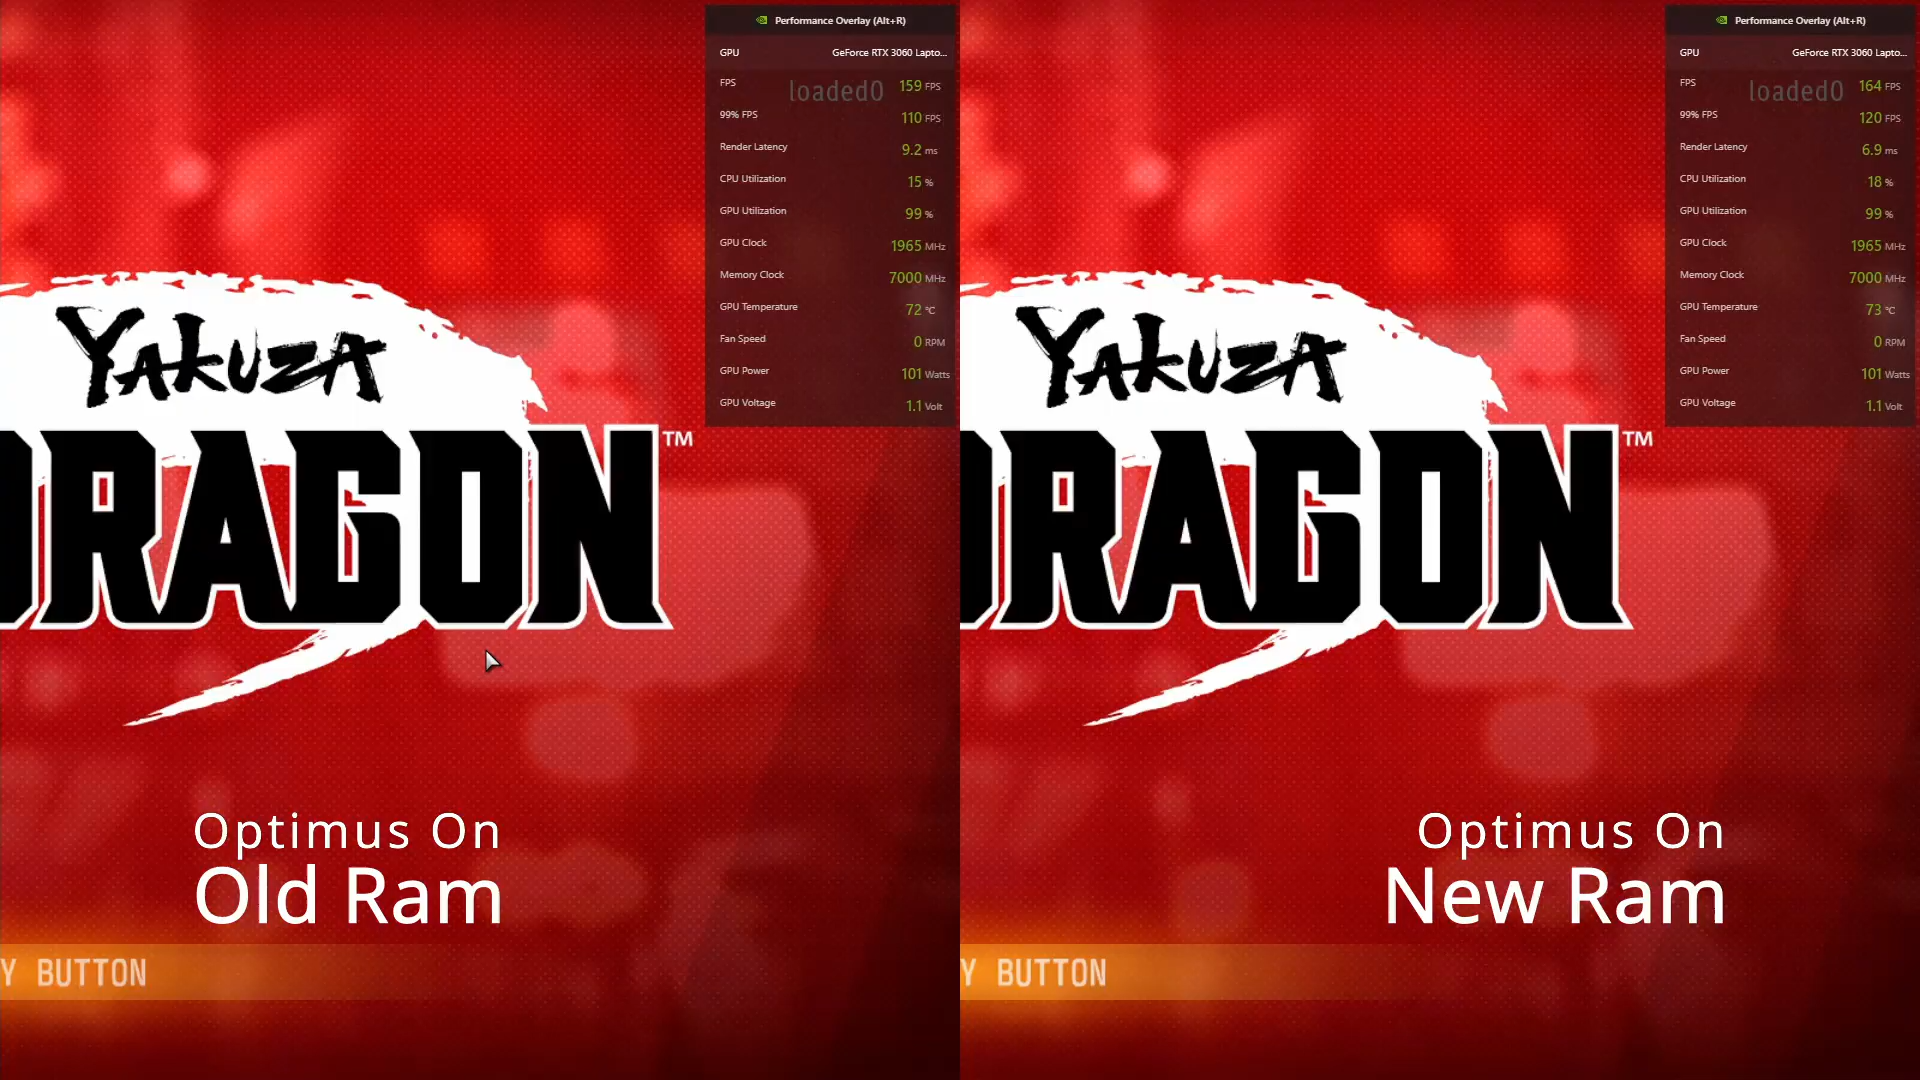 Performance Overlay (Alt+R)
GPU GeForce RTX 3060 Lapto...
loaded0
FPS 159 FPS
99% FPS 110 FPS
Render Latency 9.2 ms
CPU Utilization 15 %
GPU Utilization 99 %
GPU Clock 1965 MHz
Memory Clock 7000 MHz
GPU Temperature 72 °C
Fan Speed 0 RPM
GPU Power 101 Watts
GPU Voltage 1.1 Volt
YAKUZA
DRAGON™
Optimus On
Old Ram
Y BUTTON
Performance Overlay (Alt+R)
GPU GeForce RTX 3060 Lapto...
loaded0
FPS 164 FPS
99% FPS 120 FPS
Render Latency 6.9 ms
CPU Utilization 18 %
GPU Utilization 99 %
GPU Clock 1965 MHz
Memory Clock 7000 MHz
GPU Temperature 73 °C
Fan Speed 0 RPM
GPU Power 101 Watts
GPU Voltage 1.1 Volt
YAKUZA
DRAGON™
Optimus On
New Ram
Y BUTTON